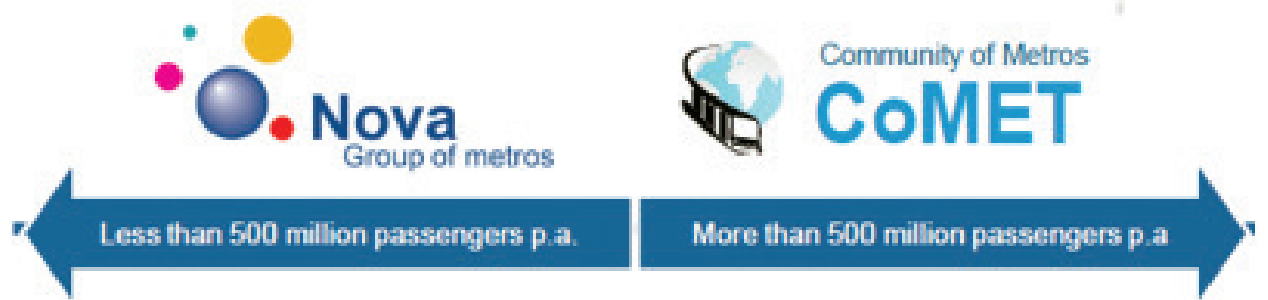 Nova
Group of metros
Community of Metros
CoMET
Less than 500 million passengers p.a.
More than 500 million passengers p.a